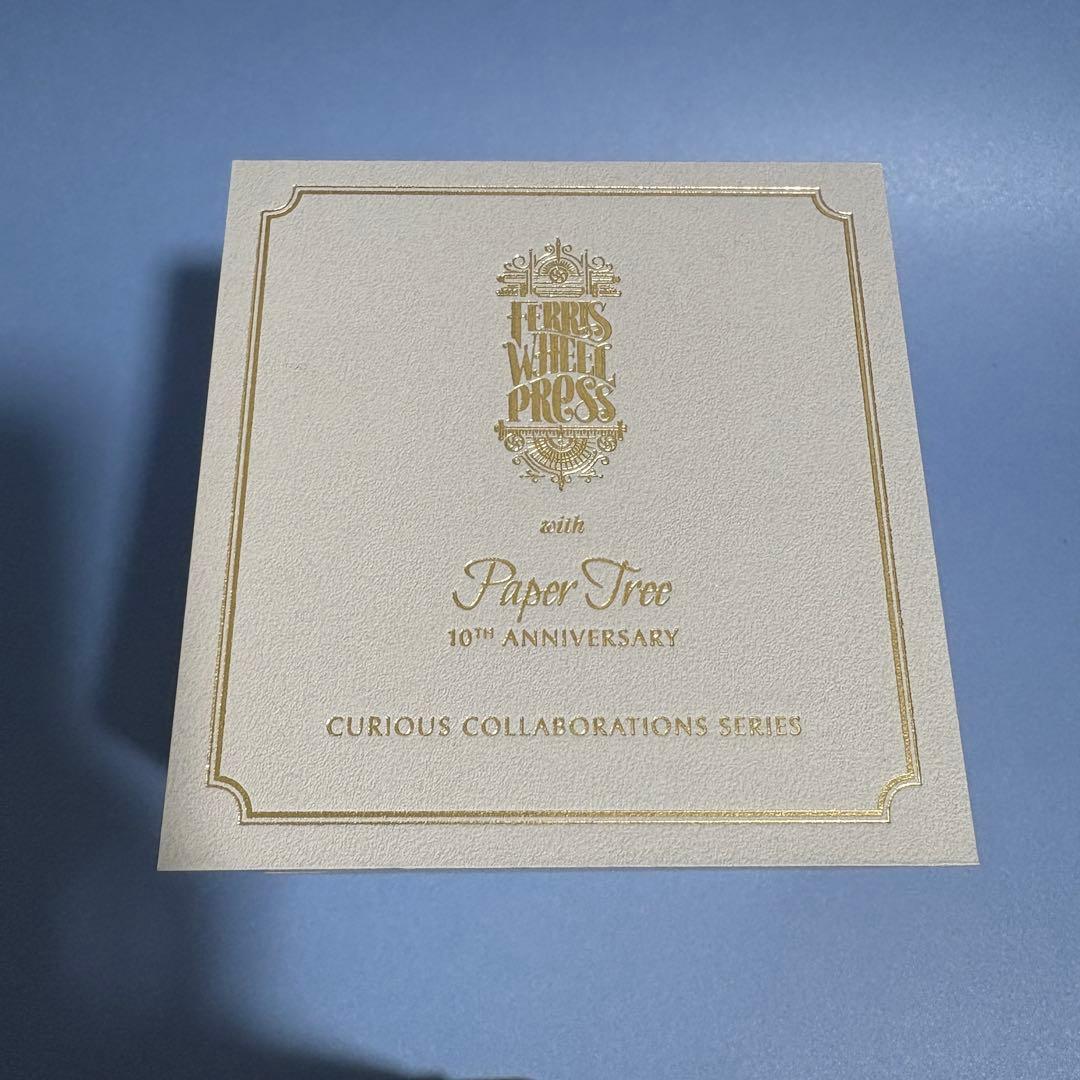 FERRIS
WHEEL
PRESS
with
Paper Tree
10TH ANNIVERSARY
CURIOUS COLLABORATIONS SERIES